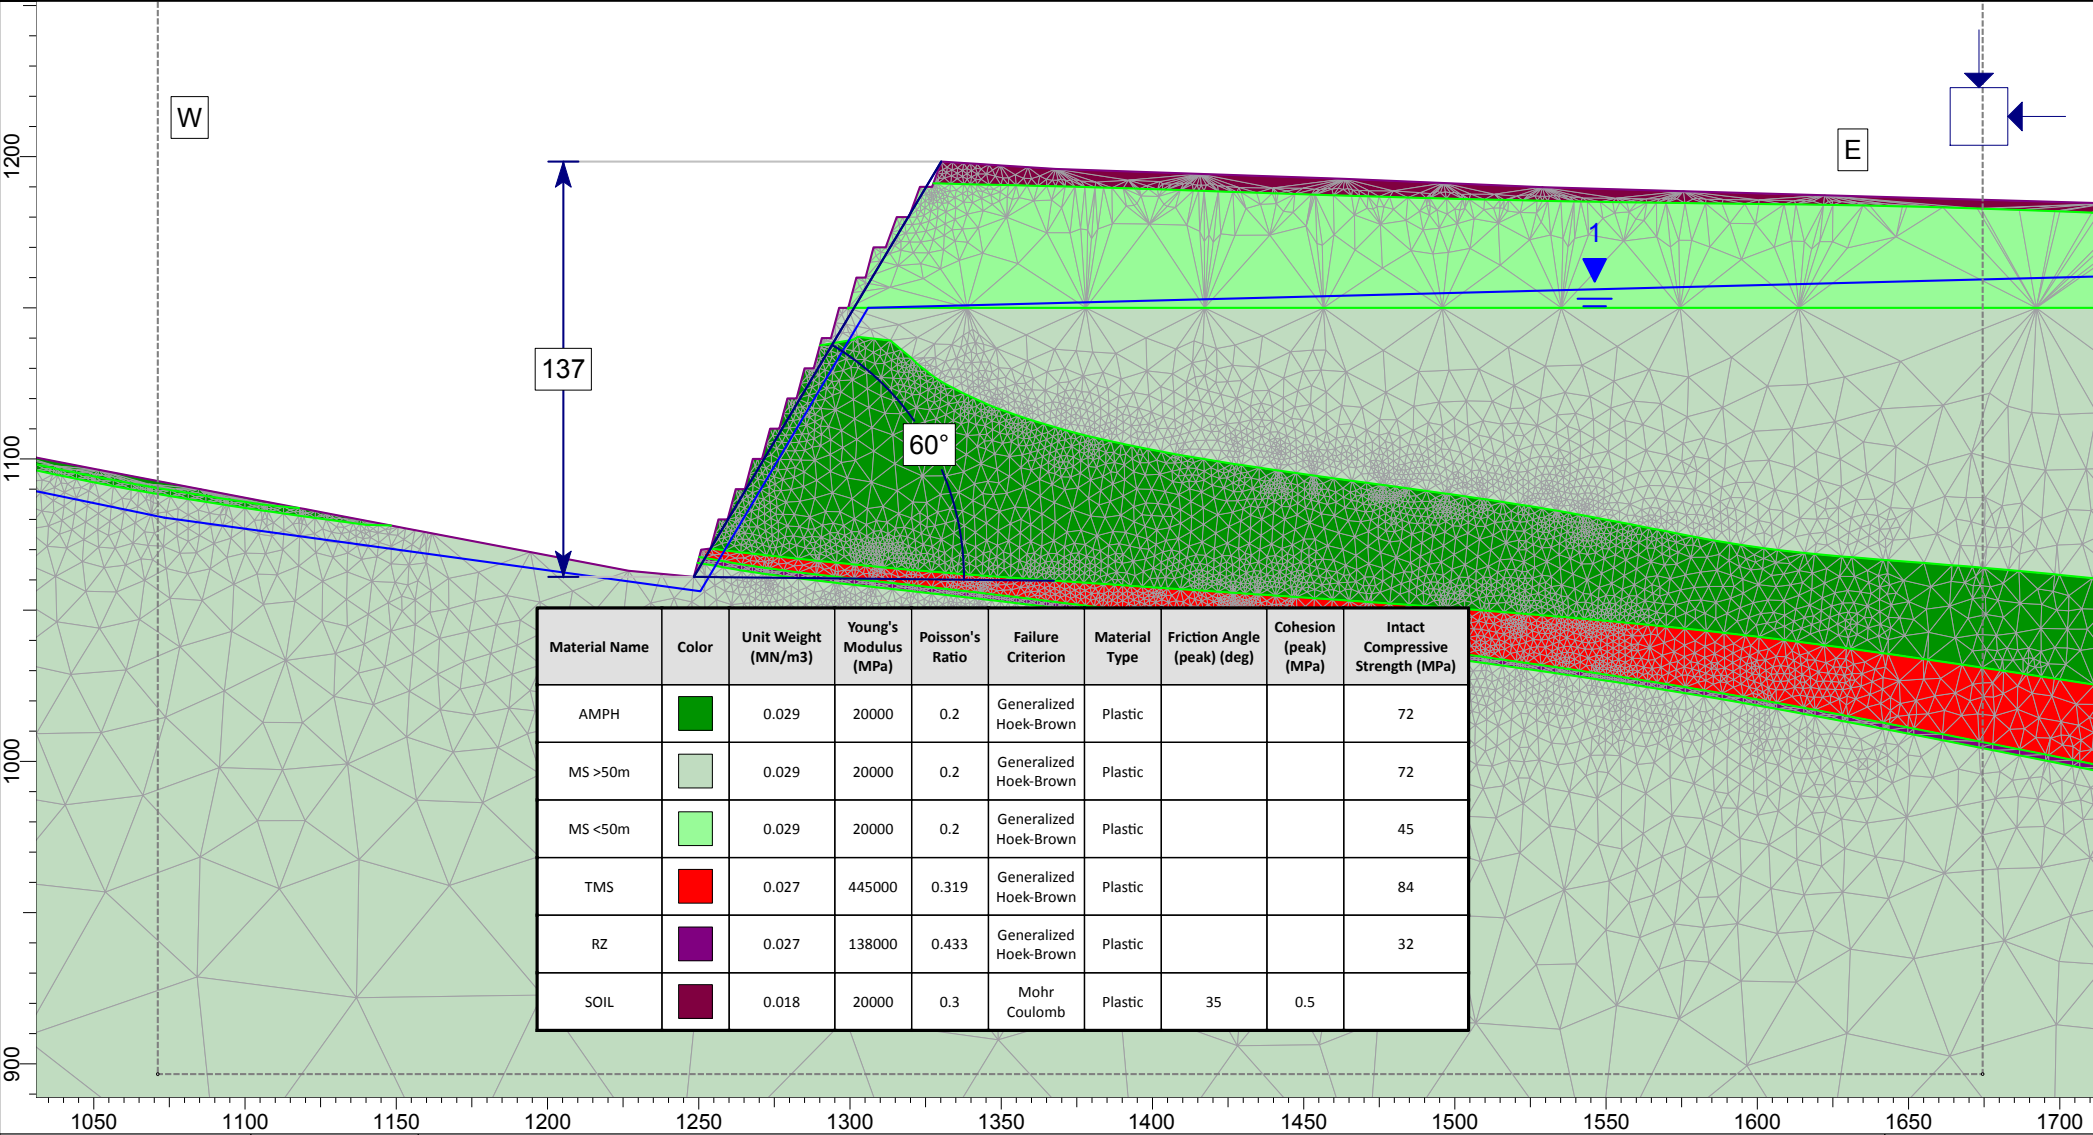 W
E
1
1200
1100
1000
900
137
60°
Material Name Color Unit Weight (MN/m3) Young's Modulus (MPa) Poisson's Ratio Failure Criterion Material Type Friction Angle (peak) (deg) Cohesion (peak) (MPa) Intact Compressive Strength (MPa)
AMPH 0.029 20000 0.2 Generalized Hoek-Brown Plastic 72
MS >50m 0.029 20000 0.2 Generalized Hoek-Brown Plastic 72
MS <50m 0.029 20000 0.2 Generalized Hoek-Brown Plastic 45
TMS 0.027 445000 0.319 Generalized Hoek-Brown Plastic 84
RZ 0.027 138000 0.433 Generalized Hoek-Brown Plastic 32
SOIL 0.018 20000 0.3 Mohr Coulomb Plastic 35 0.5
1050 1100 1150 1200 1250 1300 1350 1400 1450 1500 1550 1600 1650 1700